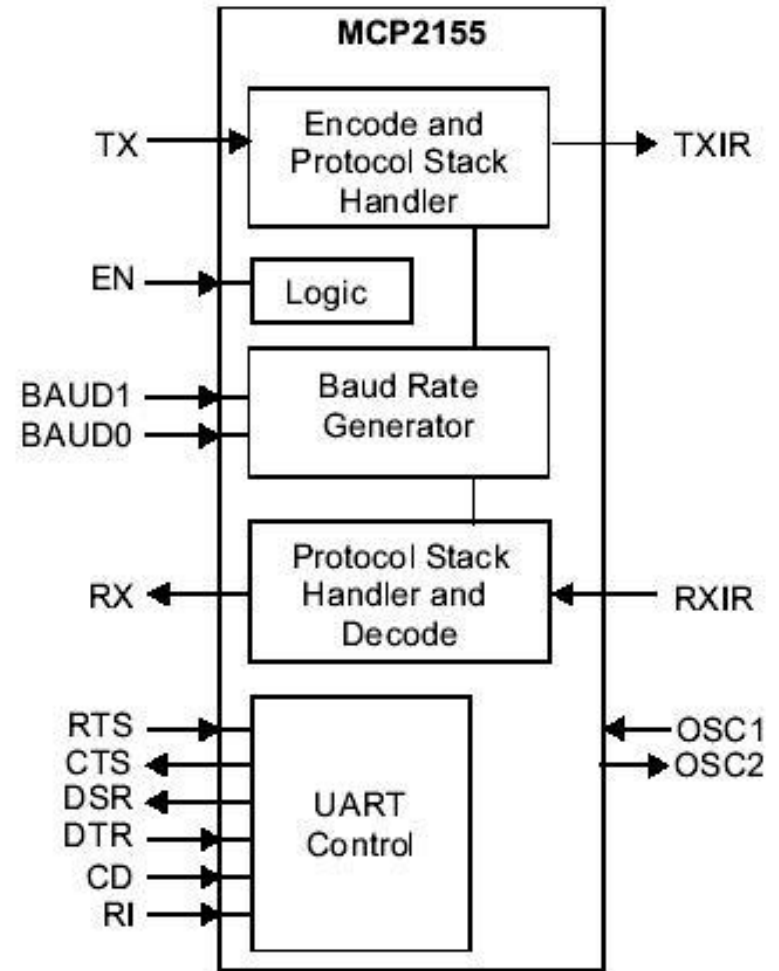 MCP2155
TX
Encode and
Protocol Stack
Handler
TXIR
EN
Logic
BAUD1
BAUD0
Baud Rate
Generator
RX
Protocol Stack
Handler and
Decode
RXIR
RTS
CTS
DSR
DTR
CD
RI
UART
Control
OSC1
OSC2